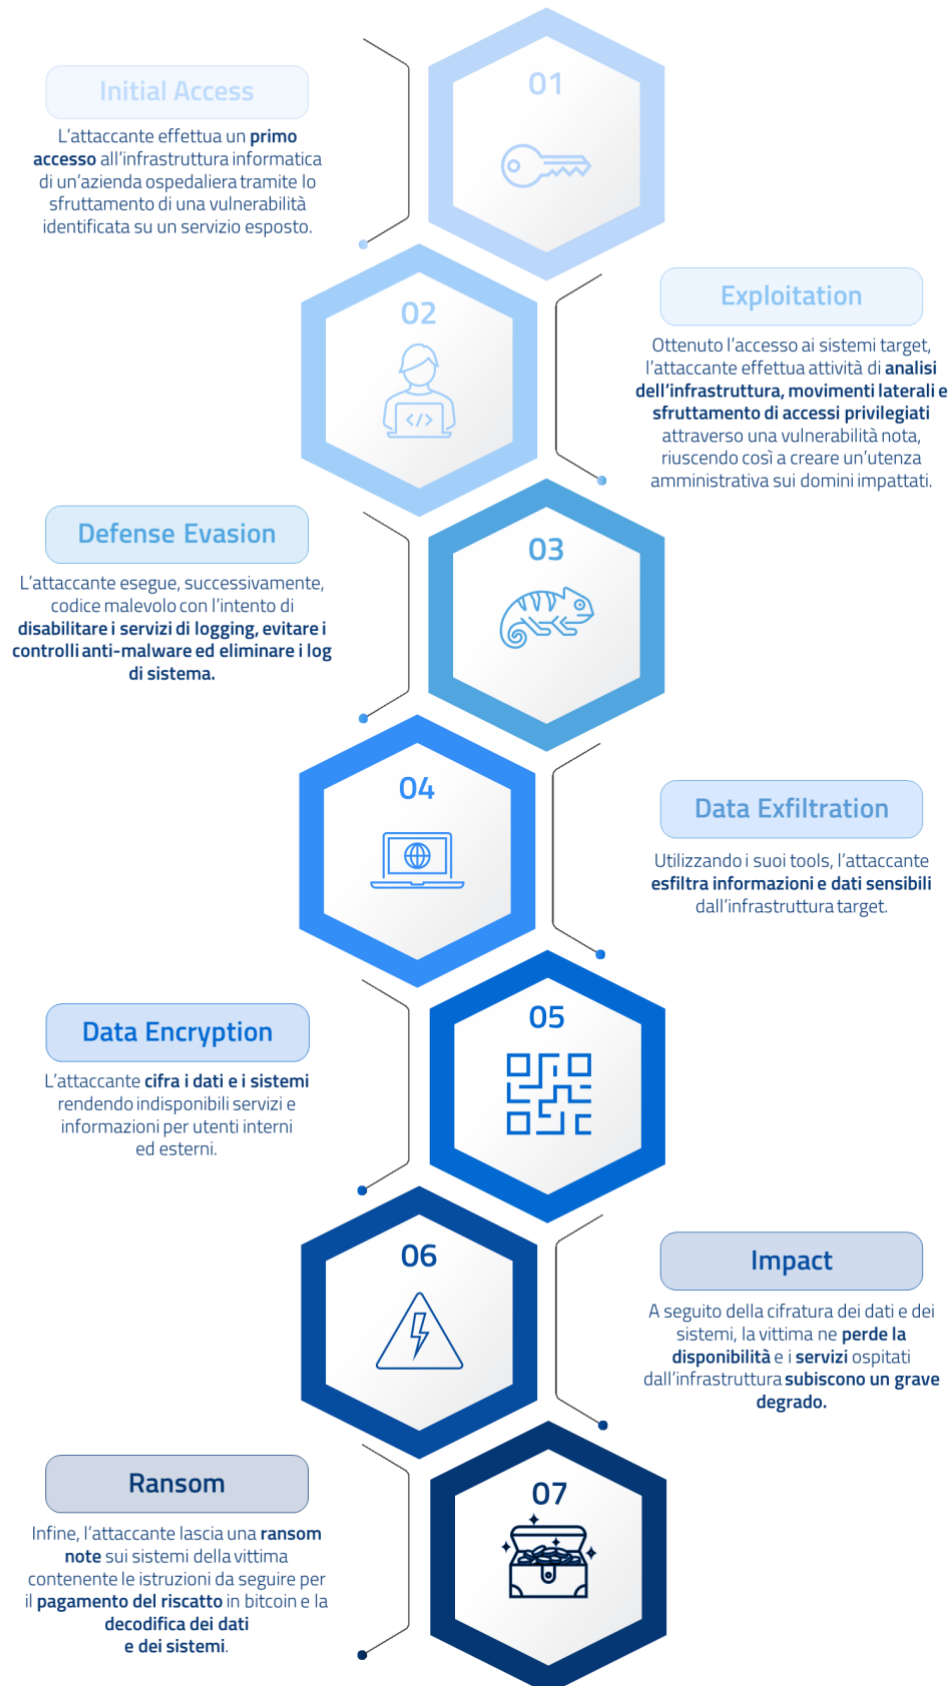 01
Initial Access
L'attaccante effettua un primo
accesso all'infrastruttura informatica
di un'azienda ospedaliera tramite lo
sfruttamento di una vulnerabilità
identificata su un servizio esposto.
02
</>
Exploitation
Ottenuto l'accesso ai sistemi target,
l'attaccante effettua attività di analisi
dell'infrastruttura, movimenti laterali e
sfruttamento di accessi privilegiati
attraverso una vulnerabilità nota,
riuscendo così a creare un'utenza
amministrativa sui domini impattati.
03
Defense Evasion
L'attaccante esegue, successivamente,
codice malevolo con l'intento di
disabilitare i servizi di logging, evitare i
controlli anti-malware ed eliminare i log
di sistema.
04
Data Exfiltration
Utilizzando i suoi tools, l'attaccante
esfiltra informazioni e dati sensibili
dall'infrastruttura target.
05
Data Encryption
L'attaccante cifra i dati e i sistemi
rendendo indisponibili servizi e
informazioni per utenti interni
ed esterni.
06
Impact
A seguito della cifratura dei dati e dei
sistemi, la vittima ne perde la
disponibilità e i servizi ospitati
dall'infrastruttura subiscono un grave
degrado.
07
Ransom
Infine, l'attaccante lascia una ransom
note sui sistemi della vittima
contenente le istruzioni da seguire per
il pagamento del riscatto in bitcoin e la
decodifica dei dati
e dei sistemi.